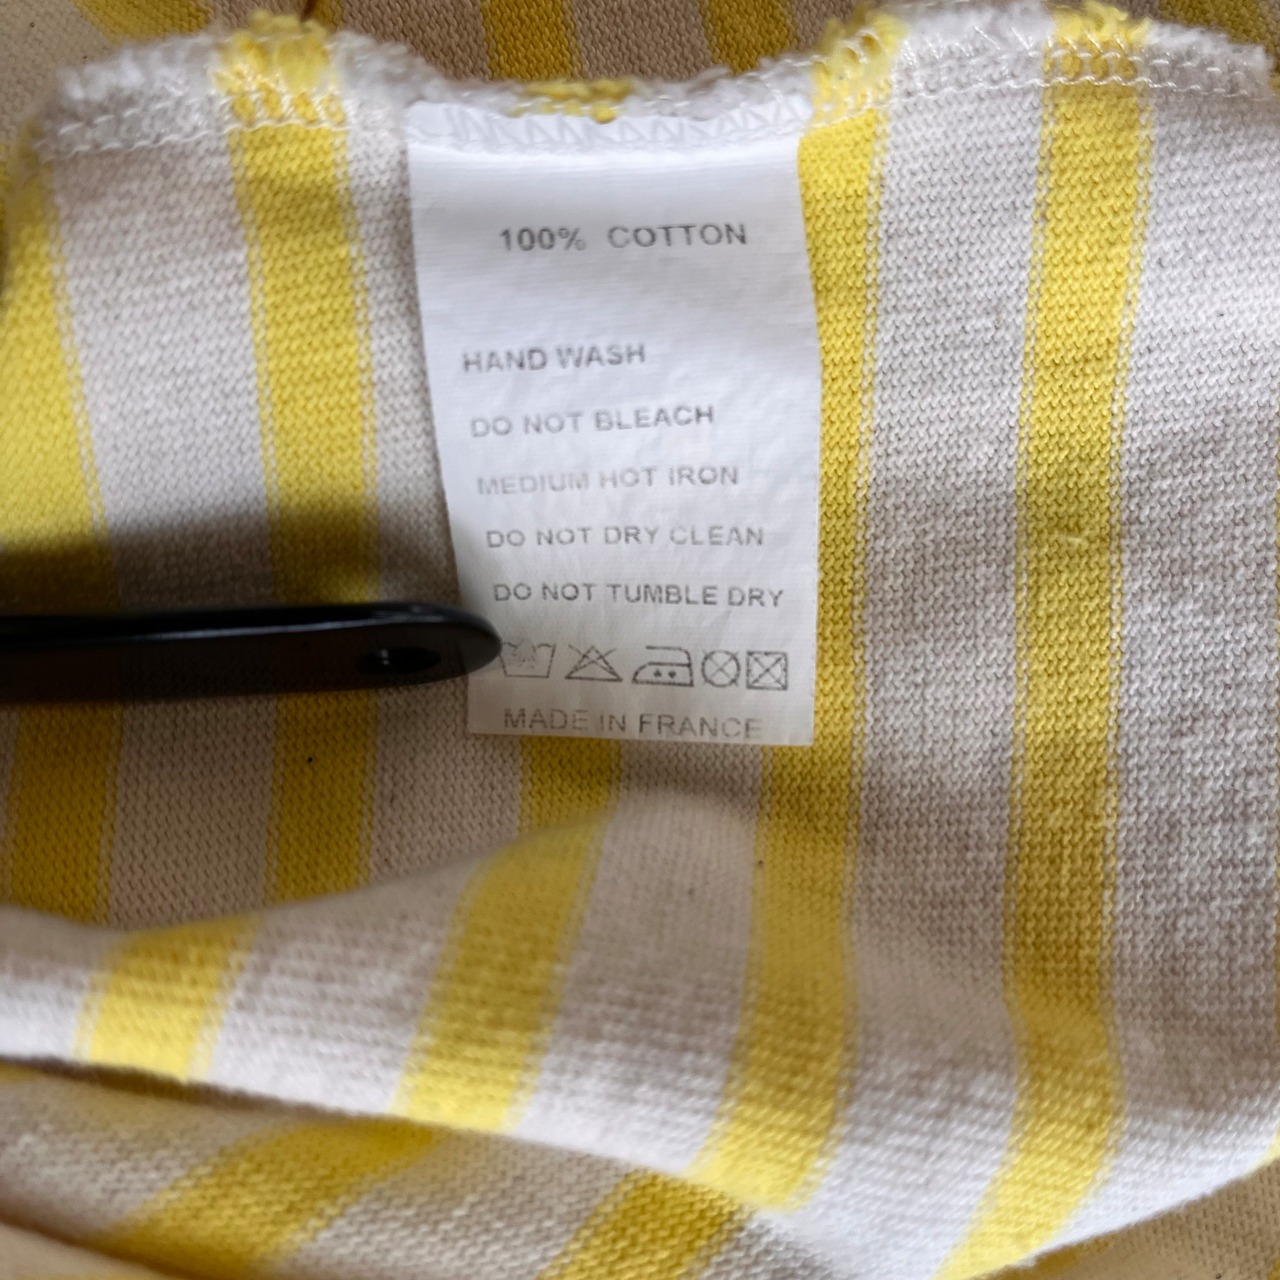 100% COTTON
HAND WASH
DO NOT BLEACH
MEDIUM HOT IRON
DO NOT DRY CLEAN
DO NOT TUMBLE DRY
MADE IN FRANCE